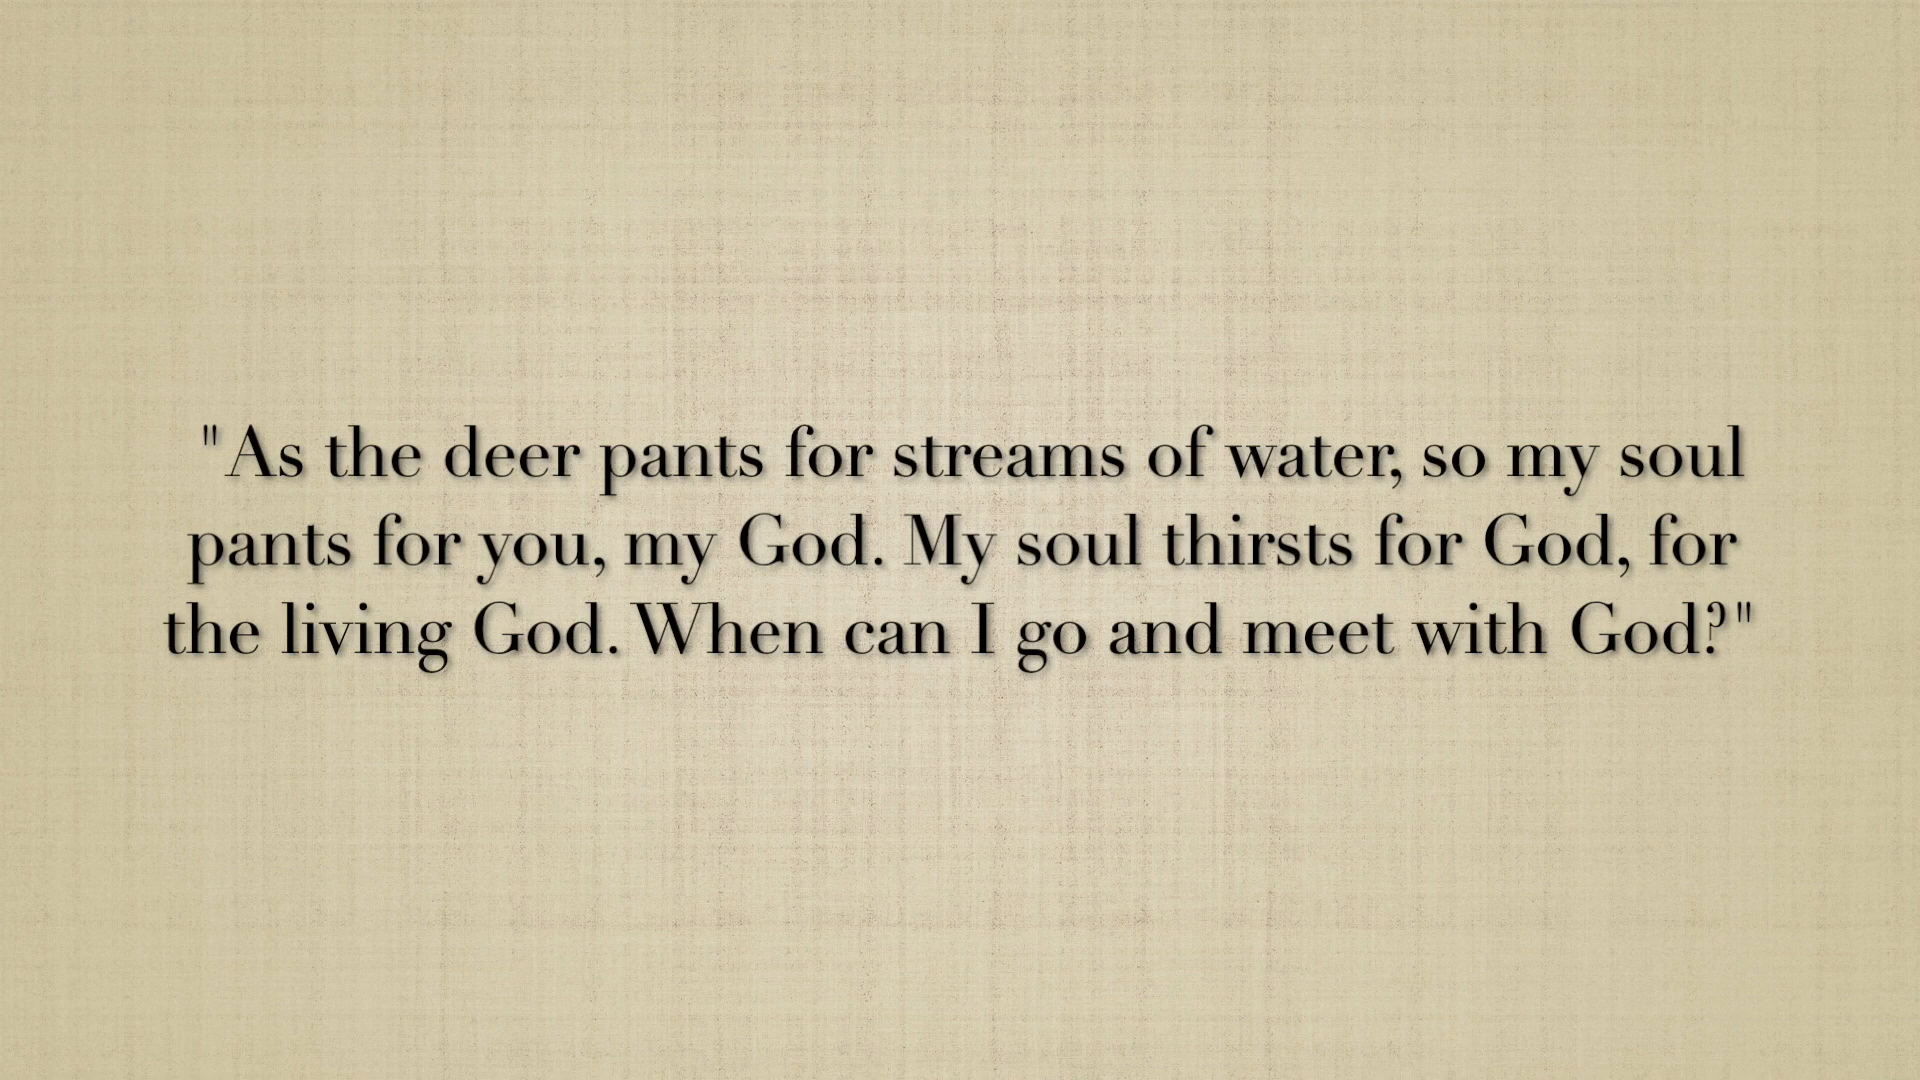 "As the deer pants for streams of water, so my soul
pants for you, my God. My soul thirsts for God, for
the living God. When can I go and meet with God?"